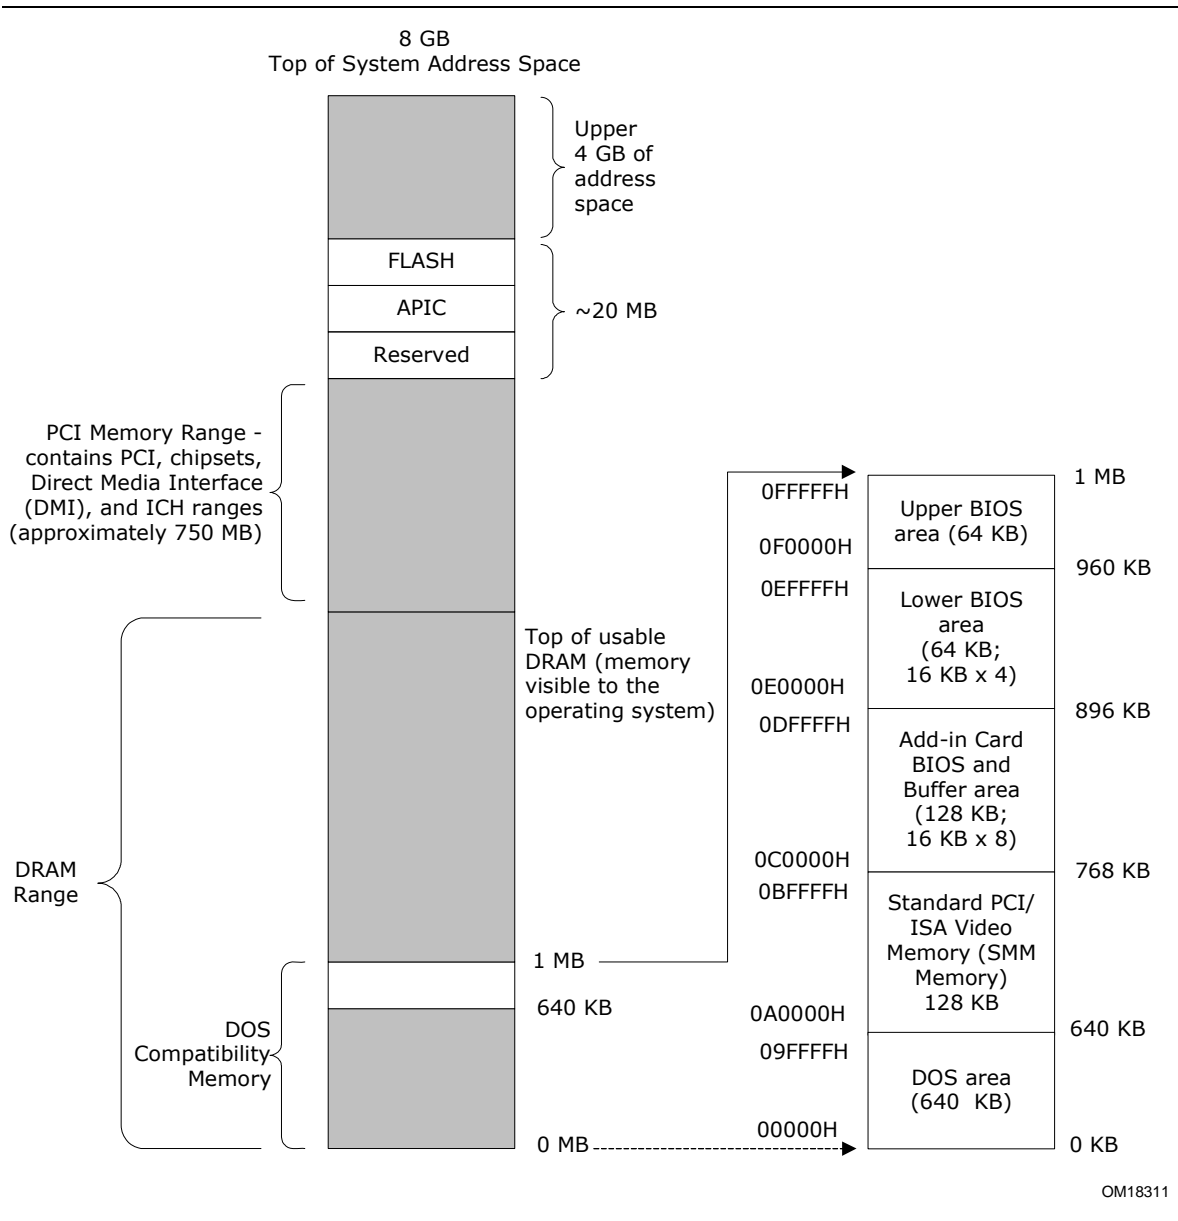 8 GB
Top of System Address Space
Upper
4 GB of
address
space
FLASH
APIC
~20 MB
Reserved
PCI Memory Range -
contains PCI, chipsets,
Direct Media Interface
(DMI), and ICH ranges
(approximately 750 MB)
Top of usable
DRAM (memory
visible to the
operating system)
DRAM
Range
1 MB
640 KB
DOS
Compatibility
Memory
0 MB
0FFFFFH
1 MB
Upper BIOS
area (64 KB)
0F0000H
960 KB
0EFFFFH
Lower BIOS
area
(64 KB;
16 KB x 4)
0E0000H
896 KB
0DFFFFH
Add-in Card
BIOS and
Buffer area
(128 KB;
16 KB x 8)
0C0000H
768 KB
0BFFFFH
Standard PCI/
ISA Video
Memory (SMM
Memory)
128 KB
0A0000H
640 KB
09FFFFH
DOS area
(640  KB)
00000H
0 KB
OM18311